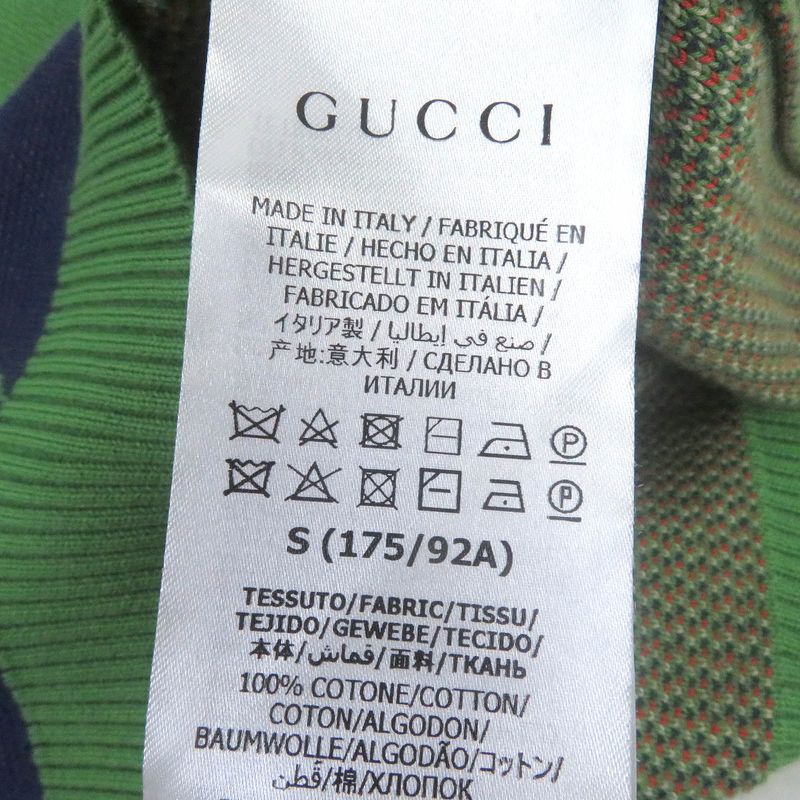 GUCCI
MADE IN ITALY / FABRIQUÉ EN
ITALIE / HECHO EN ITALIA /
HERGESTELLT IN ITALIEN /
FABRICADO EM ITÁLIA /
イタリア製 / صنع في إيطاليا /
产地:意大利 / СДЕЛАНО В
ИТАЛИИ
P
P
S (175/92A)
TESSUTO/FABRIC/TISSU/
TEJIDO/GEWEBE/TECIDO/
本体/قماش/面料/ТКАНЬ
100% COTONE/COTTON/
COTON/ALGODON/
BAUMWOLLE/ALGODÃO/コットン/
قطن/棉/ХЛОПОК